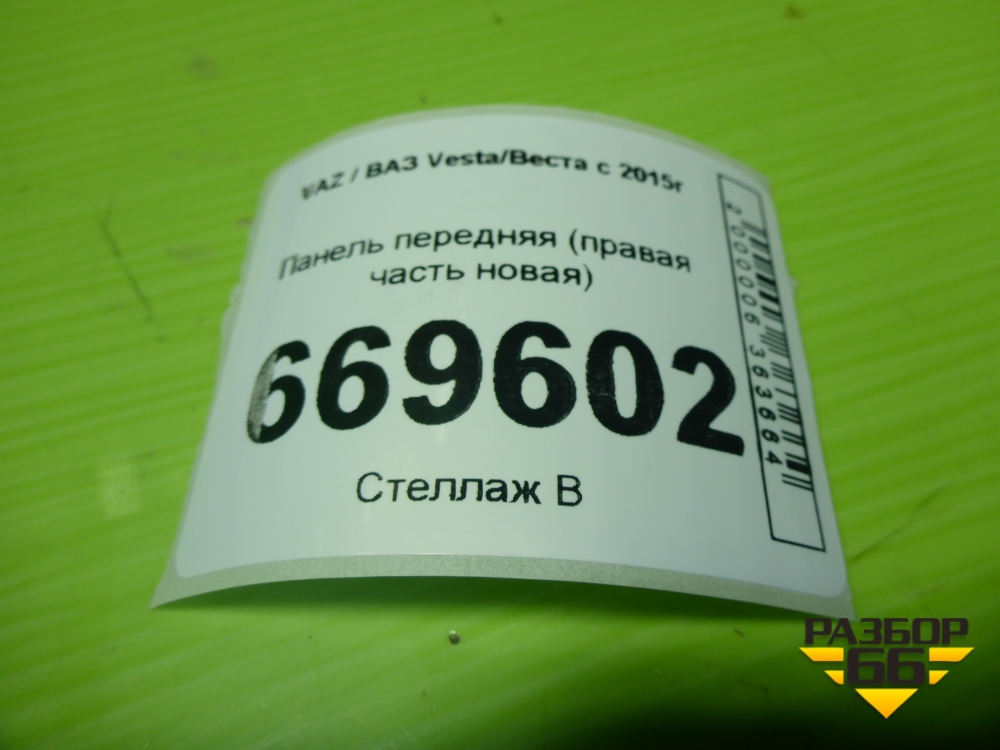 VAZ / ВАЗ Vesta/Веста с 2015г
Панель передняя (правая
часть новая)
669602
Стеллаж В
2000006363664
РАЗБОР
66